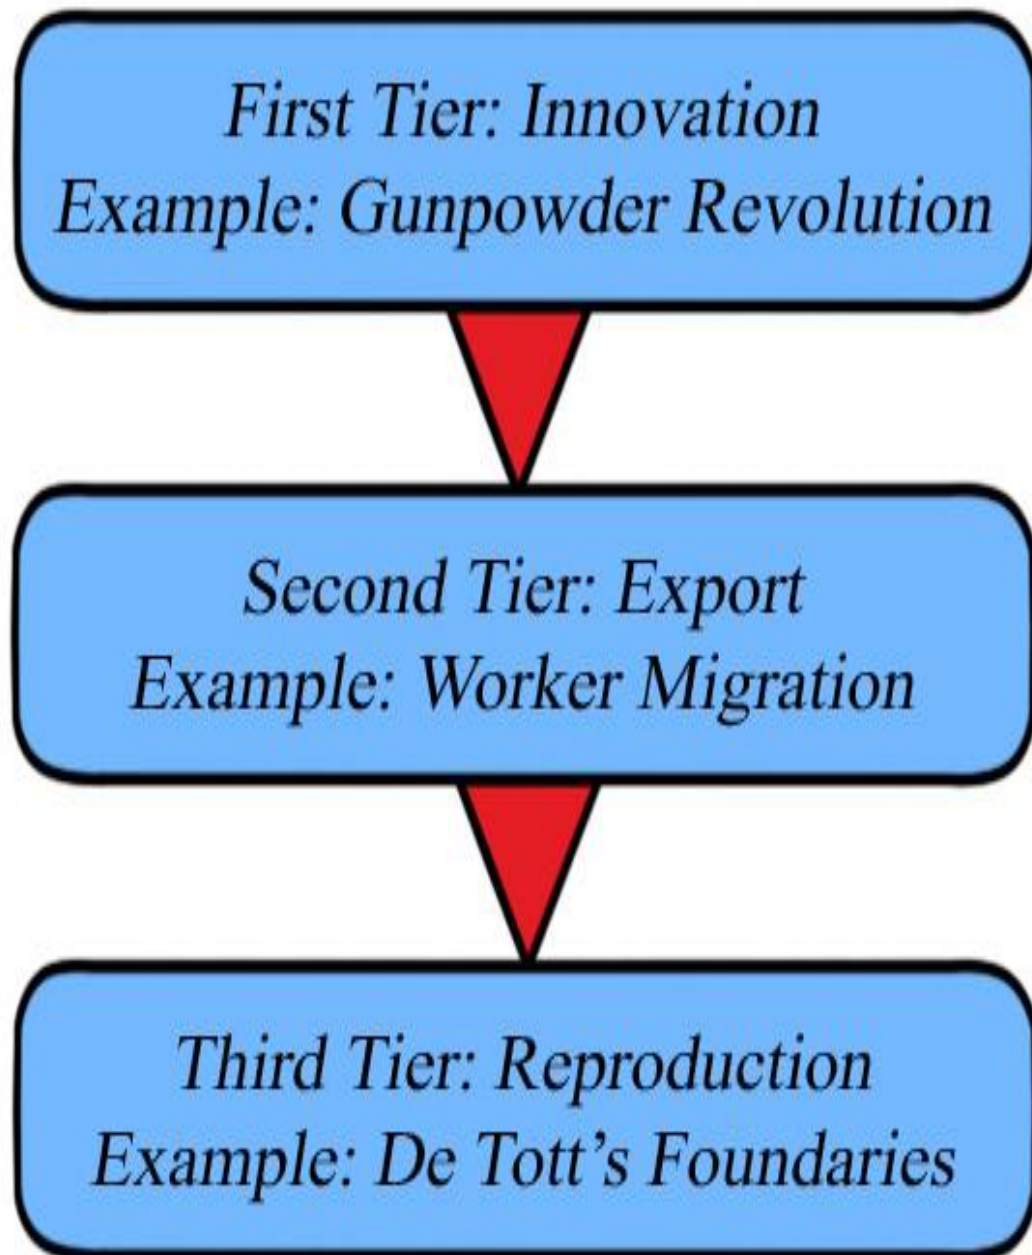 First Tier: Innovation
Example: Gunpowder Revolution
Second Tier: Export
Example: Worker Migration
Third Tier: Reproduction
Example: De Tott’s Foundaries